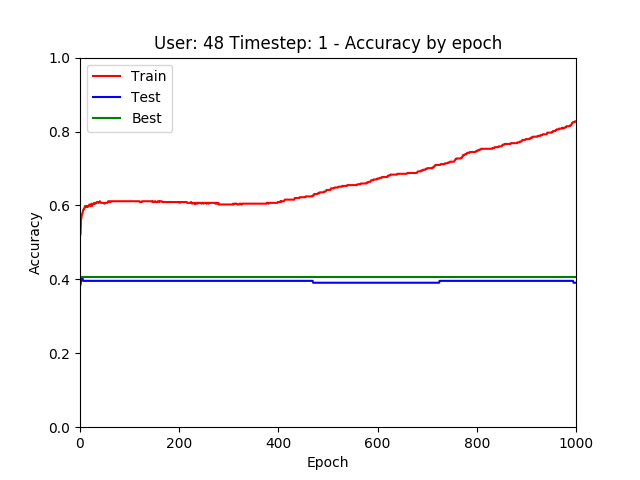 User: 48 Timestep: 1 - Accuracy by epoch
1.0
Train
Test
Best
0.8
0.6
Accuracy
0.4
0.2
0.0
0 200 400 600 800 1000
Epoch